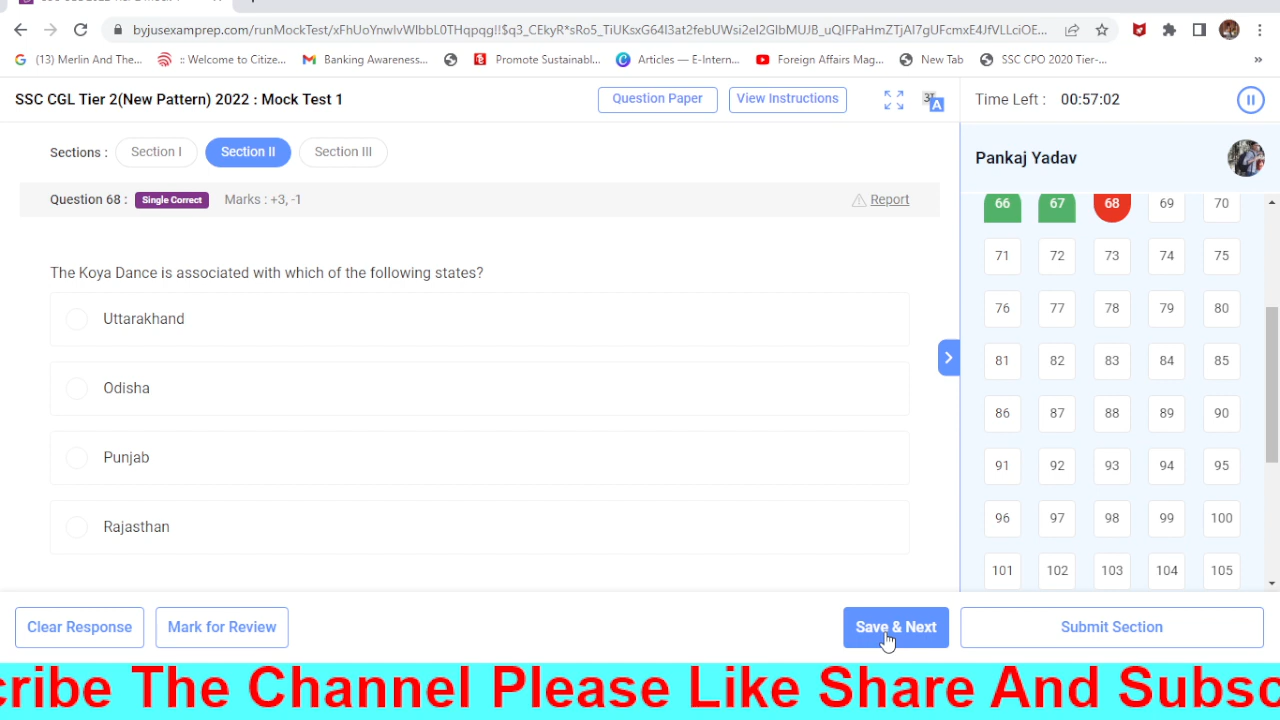 byjusexamprep.com/runMockTest/xFhUoYnwlvWlbbL0THqpqg!!$q3_CEkyR*sRo5_TiUKsxG64l3at2febUWsi2eI2GlbMUJB_uQIFPaHmZTjAI7gUFcmxE4JfVLLciOE...
(13) Merlin And The...
:: Welcome to Citize...
Banking Awareness...
Promote Sustainabl...
Articles — E-Intern...
Foreign Affairs Mag...
New Tab
SSC CPO 2020 Tier-...
»
SSC CGL Tier 2(New Pattern) 2022 : Mock Test 1
Question Paper
View Instructions
Time Left : 00:57:02
Sections : Section I Section II Section III
Pankaj Yadav
Question 68 : Single Correct Marks : +3, -1
Report
The Koya Dance is associated with which of the following states?
Uttarakhand
Odisha
Punjab
Rajasthan
66 67 68 69 70
71 72 73 74 75
76 77 78 79 80
81 82 83 84 85
86 87 88 89 90
91 92 93 94 95
96 97 98 99 100
101 102 103 104 105
Clear Response
Mark for Review
Save & Next
Submit Section
cribe The Channel Please Like Share And Subsc